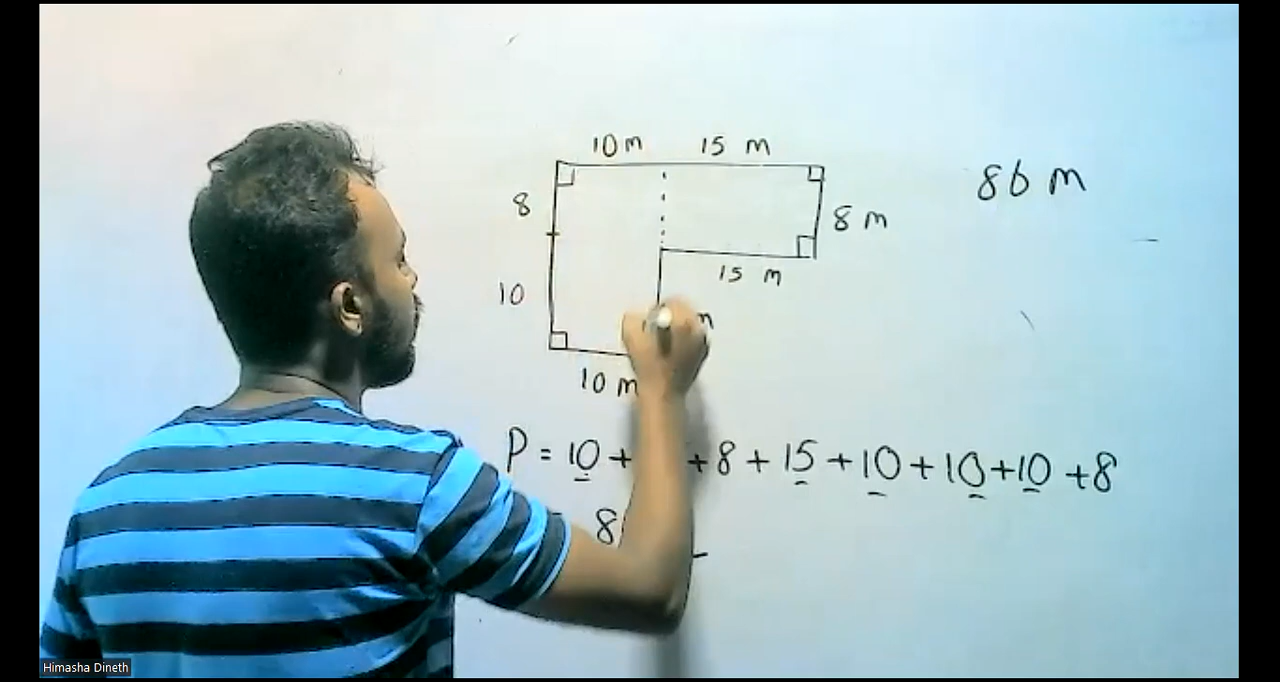 10 m 15 m
86 m
8
8 m
15 m
10
m
10 m
P = 10 + + 8 + 15 + 10 + 10 + 10 + 8
8
Himasha Dineth